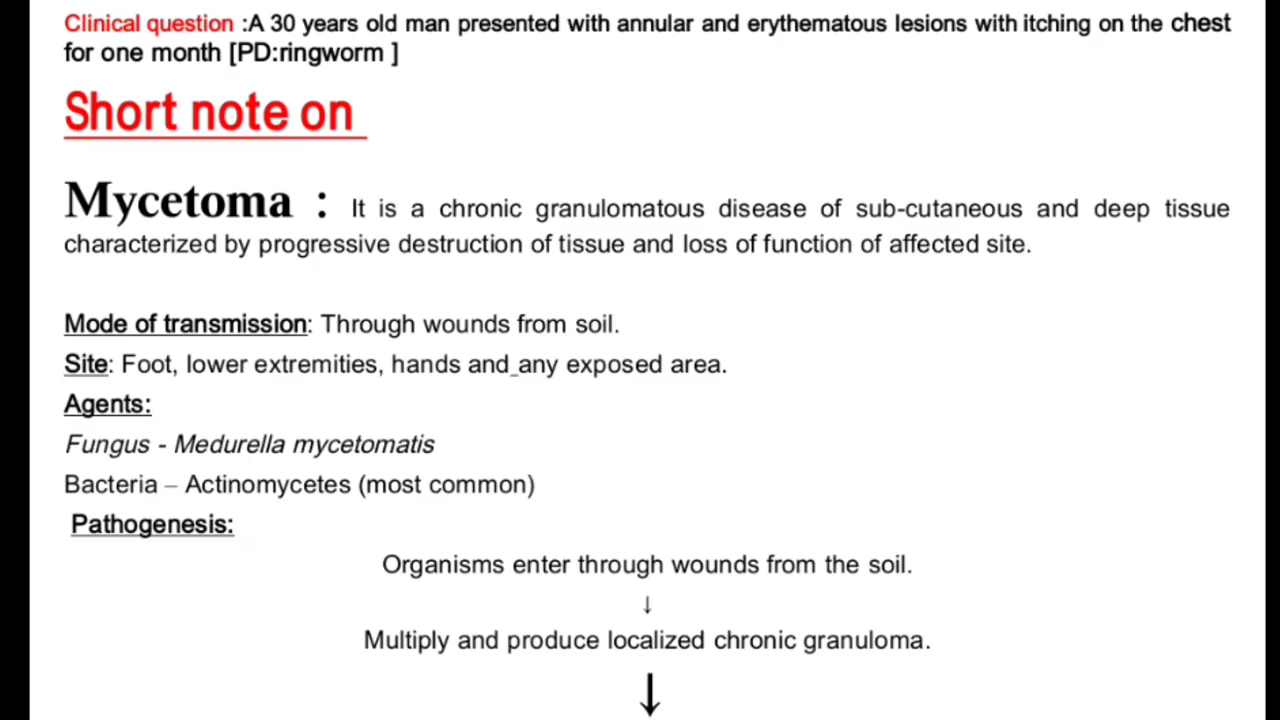 Clinical question :A 30 years old man presented with annular and erythematous lesions with itching on the chest
for one month [PD:ringworm ]
Short note on
Mycetoma : It is a chronic granulomatous disease of sub-cutaneous and deep tissue
characterized by progressive destruction of tissue and loss of function of affected site.
Mode of transmission: Through wounds from soil.
Site: Foot, lower extremities, hands and any exposed area.
Agents:
Fungus - Medurella mycetomatis
Bacteria – Actinomycetes (most common)
Pathogenesis:
Organisms enter through wounds from the soil.
↓
Multiply and produce localized chronic granuloma.
↓